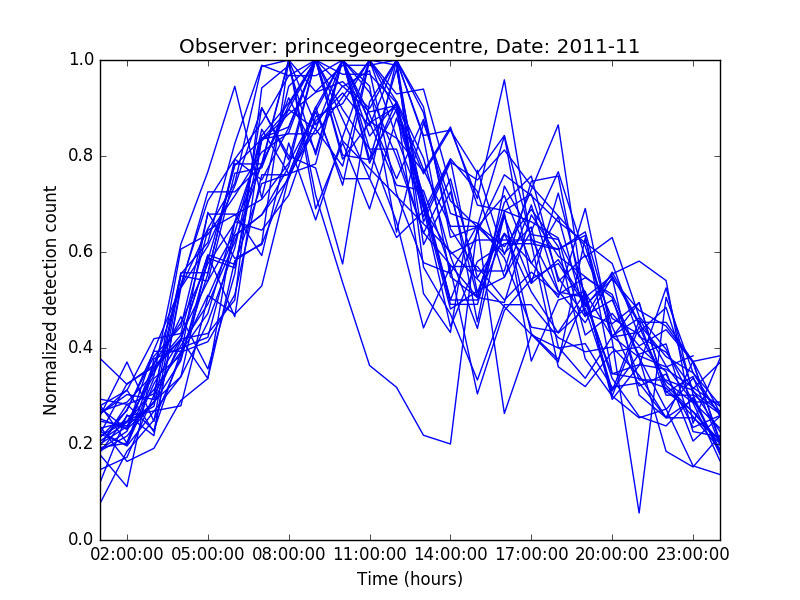 Observer: princegeorgecentre, Date: 2011-11
1.0
0.8
0.6
0.4
0.2
0.0
Normalized detection count
02:00:00 05:00:00 08:00:00 11:00:00 14:00:00 17:00:00 20:00:00 23:00:00
Time (hours)